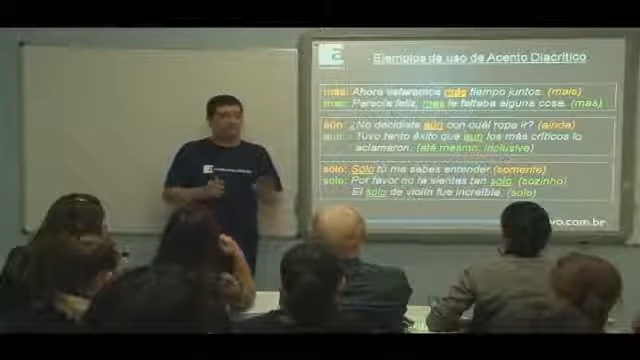 Ejemplos de uso de Acento Diacrítico
más: Ahora estaremos más tiempo juntos. (mais)
mas: Parecía feliz, mas le faltaba alguna cosa. (mas)
aún: ¿No decidiste aún con cuál ropa ir? (ainda)
aun: Tuvo tanto éxito que aun los más críticos lo
aclamaron. (até mesmo, inclusive)
sólo: Sólo tú me sabes entender. (somente)
solo: Por favor no te sientas tan solo. (sozinho)
El solo de violín fue increíble. (solo)
vo.com.br